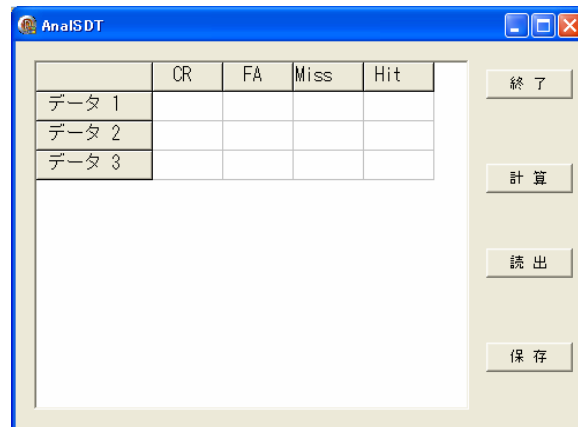 AnalSDT
CR FA Miss Hit
データ 1
データ 2
データ 3
終 了
計 算
読 出
保 存